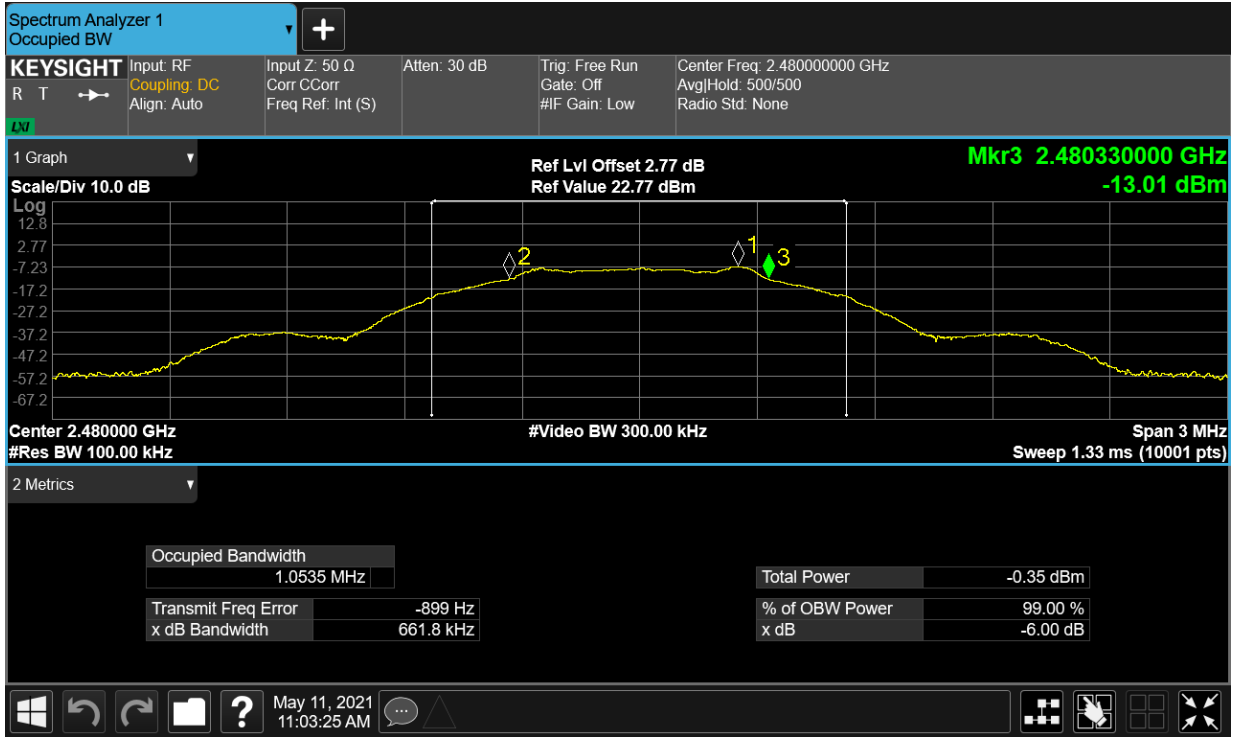 Spectrum Analyzer 1
Occupied BW
KEYSIGHT
R T
LXI
Input: RF
Coupling: DC
Align: Auto
Input Z: 50 Ω
Corr CCorr
Freq Ref: Int (S)
Atten: 30 dB
Trig: Free Run
Gate: Off
#IF Gain: Low
Center Freq: 2.480000000 GHz
Avg|Hold: 500/500
Radio Std: None
1 Graph
Scale/Div 10.0 dB
Ref Lvl Offset 2.77 dB
Ref Value 22.77 dBm
Mkr3 2.480330000 GHz
-13.01 dBm
Log
12.8
2.77
-7.23
-17.2
-27.2
-37.2
-47.2
-57.2
-67.2
2
1
3
Center 2.480000 GHz
#Res BW 100.00 kHz
#Video BW 300.00 kHz
Span 3 MHz
Sweep 1.33 ms (10001 pts)
2 Metrics
Occupied Bandwidth
1.0535 MHz
Transmit Freq Error -899 Hz
x dB Bandwidth 661.8 kHz
Total Power -0.35 dBm
% of OBW Power 99.00 %
x dB -6.00 dB
?
May 11, 2021
11:03:25 AM